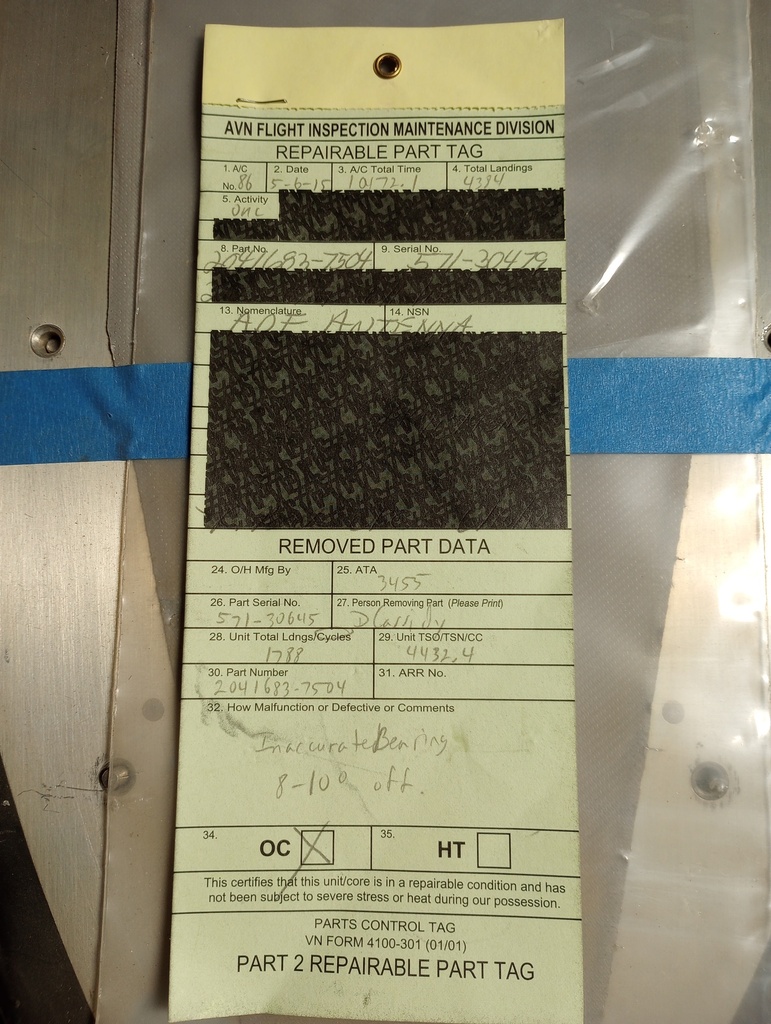 AVN FLIGHT INSPECTION MAINTENANCE DIVISION
REPAIRABLE PART TAG
1. A/C No. 86 2. Date 5-6-15 3. A/C Total Time 10172.1 4. Total Landings 4394
5. Activity
OKC
8. Part No. 2041683-7504 9. Serial No. 571-30479
13. Nomenclature ADF ANTENNA 14. NSN
REMOVED PART DATA
24. O/H Mfg By 25. ATA 3455
26. Part Serial No. 571-30645 27. Person Removing Part (Please Print) D Cassidy
28. Unit Total Ldngs/Cycles 1788 29. Unit TSO/TSN/CC 4432.4
30. Part Number 2041683-7504 31. ARR No.
32. How Malfunction or Defective or Comments
Inaccurate Bearing
8-10° off.
34. OC X 35. HT
This certifies that this unit/core is in a repairable condition and has
not been subject to severe stress or heat during our possession.
PARTS CONTROL TAG
VN FORM 4100-301 (01/01)
PART 2 REPAIRABLE PART TAG